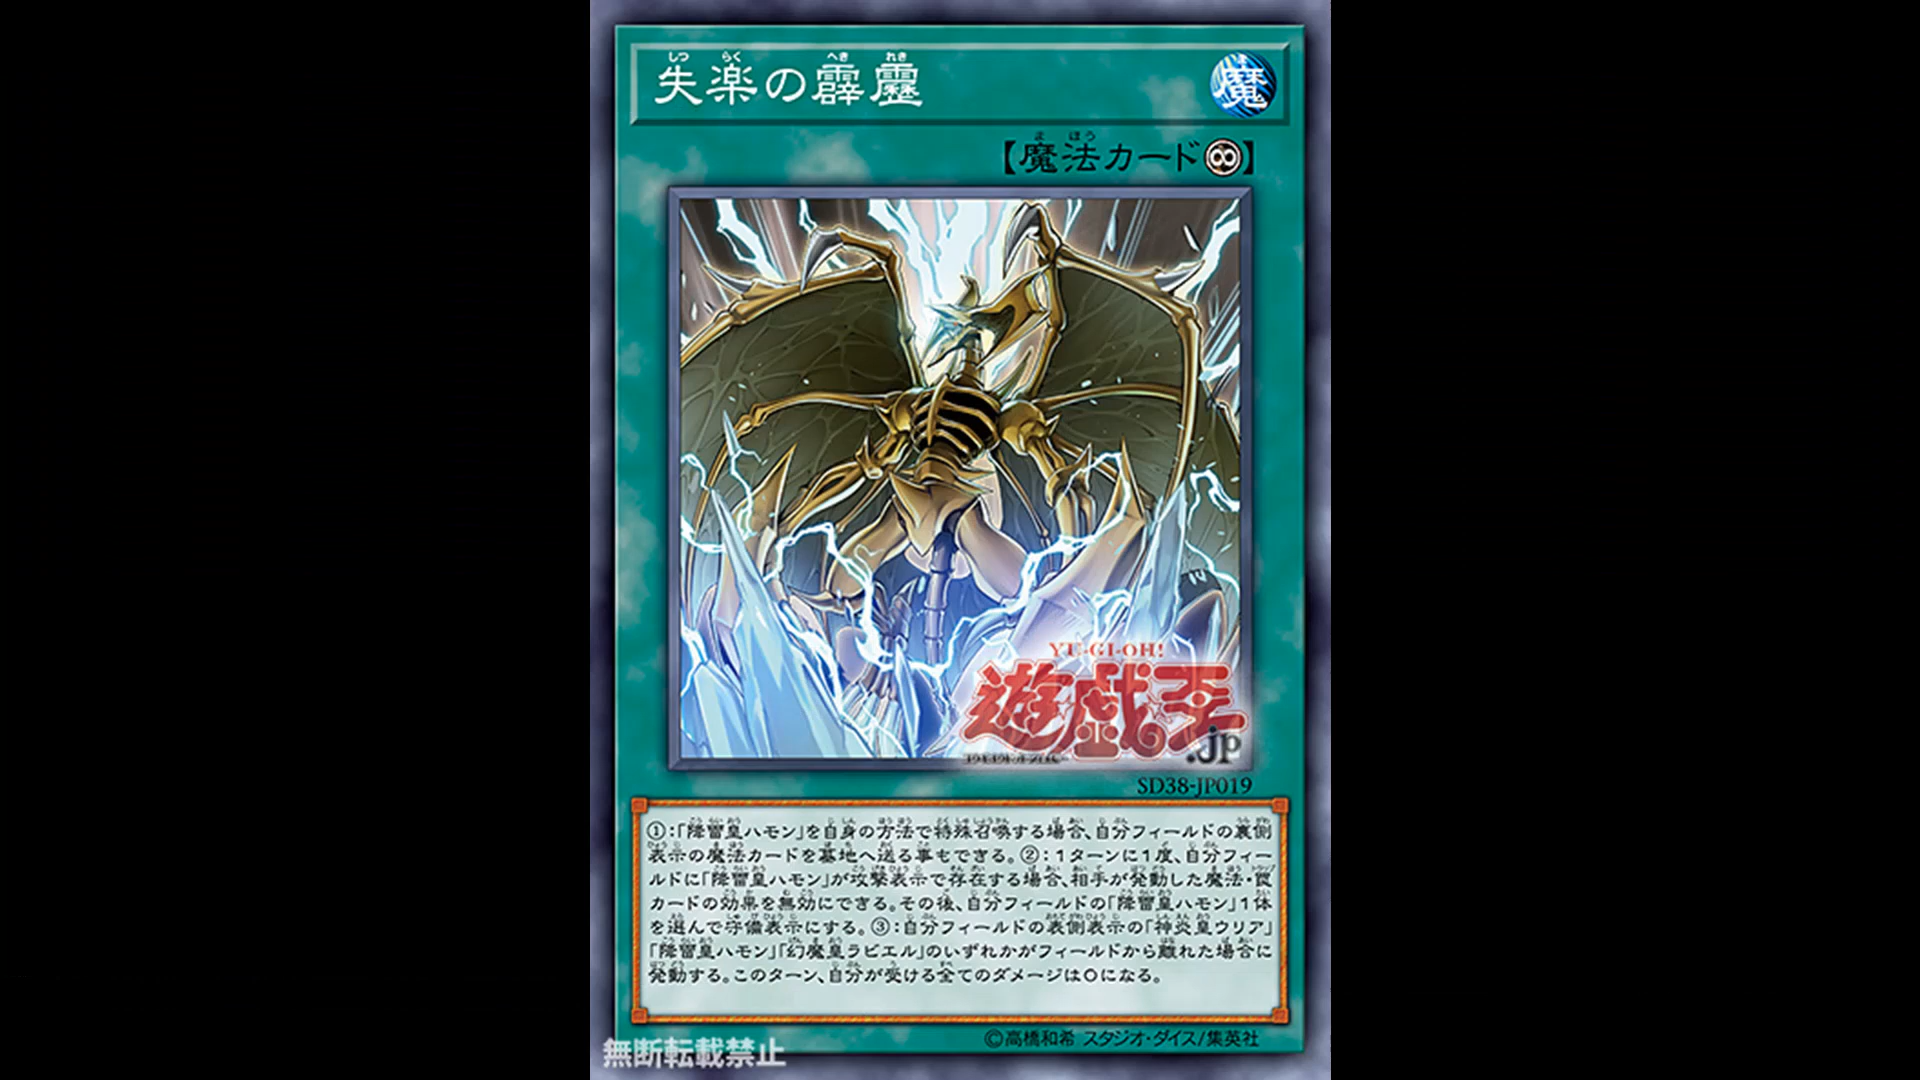 失楽の霹靂
しつ らく へき れき
魔
【魔法カード∞】
ま ほう
YU-GI-OH!
遊戯王
.jp
SD38-JP019
①:「降雷皇ハモン」を自身の方法で特殊召喚する場合、自分フィールドの裏側
表示の魔法カードを墓地へ送る事もできる。②:1ターンに1度、自分フィー
ルドに「降雷皇ハモン」が攻撃表示で存在する場合、相手が発動した魔法・罠
カードの効果を無効にできる。その後、自分フィールドの「降雷皇ハモン」1体
を選んで守備表示にする。③:自分フィールドの表側表示の「神炎皇ウリア」
「降雷皇ハモン」「幻魔皇ラビエル」のいずれかがフィールドから離れた場合に
発動する。このターン、自分が受ける全てのダメージは0になる。
©高橋和希 スタジオ・ダイス/集英社
無断転載禁止